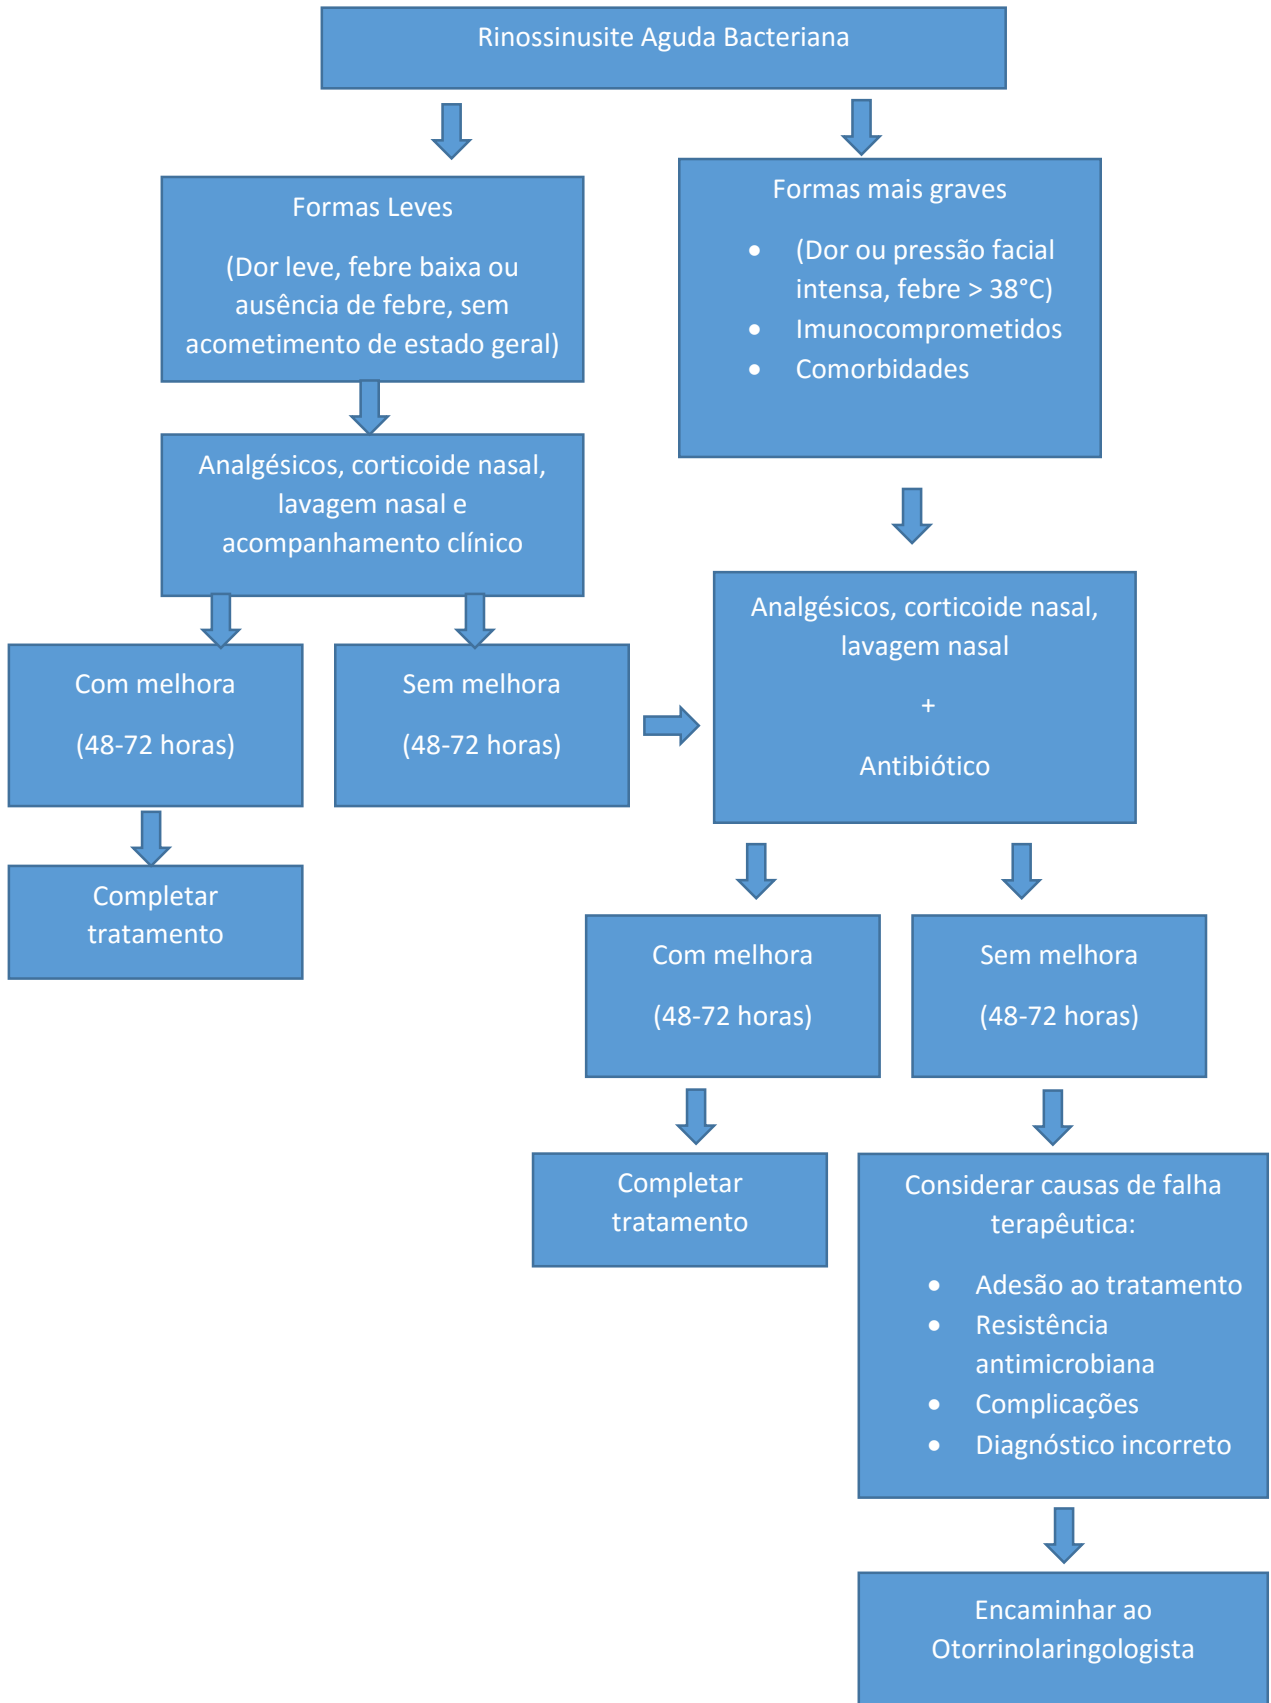 Rinossinusite Aguda Bacteriana
Formas Leves
(Dor leve, febre baixa ou
ausência de febre, sem
acometimento de estado geral)
Formas mais graves
• (Dor ou pressão facial
intensa, febre > 38°C)
• Imunocomprometidos
• Comorbidades
Analgésicos, corticoide nasal,
lavagem nasal e
acompanhamento clínico
Analgésicos, corticoide nasal,
lavagem nasal
+
Antibiótico
Com melhora
(48-72 horas)
Sem melhora
(48-72 horas)
Completar
tratamento
Com melhora
(48-72 horas)
Sem melhora
(48-72 horas)
Completar
tratamento
Considerar causas de falha
terapêutica:
• Adesão ao tratamento
• Resistência
antimicrobiana
• Complicações
• Diagnóstico incorreto
Encaminhar ao
Otorrinolaringologista